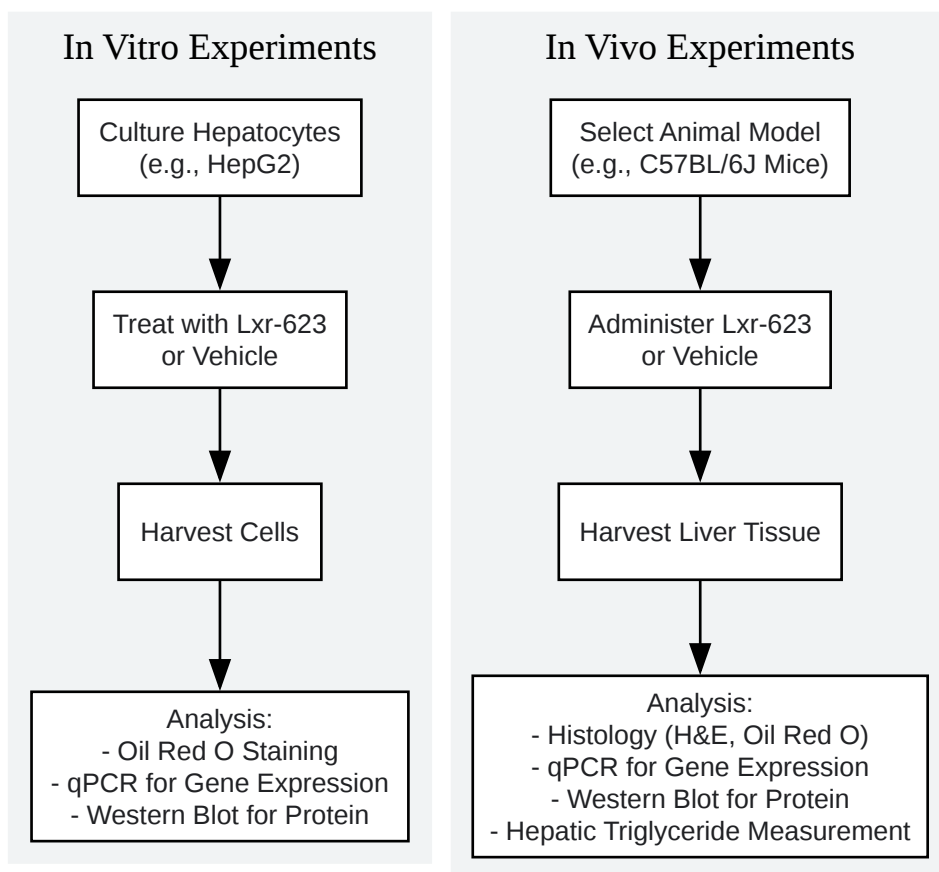 In Vitro Experiments
Culture Hepatocytes
(e.g., HepG2)
Treat with Lxr-623
or Vehicle
Harvest Cells
Analysis:
- Oil Red O Staining
- qPCR for Gene Expression
- Western Blot for Protein
In Vivo Experiments
Select Animal Model
(e.g., C57BL/6J Mice)
Administer Lxr-623
or Vehicle
Harvest Liver Tissue
Analysis:
- Histology (H&E, Oil Red O)
- qPCR for Gene Expression
- Western Blot for Protein
- Hepatic Triglyceride Measurement